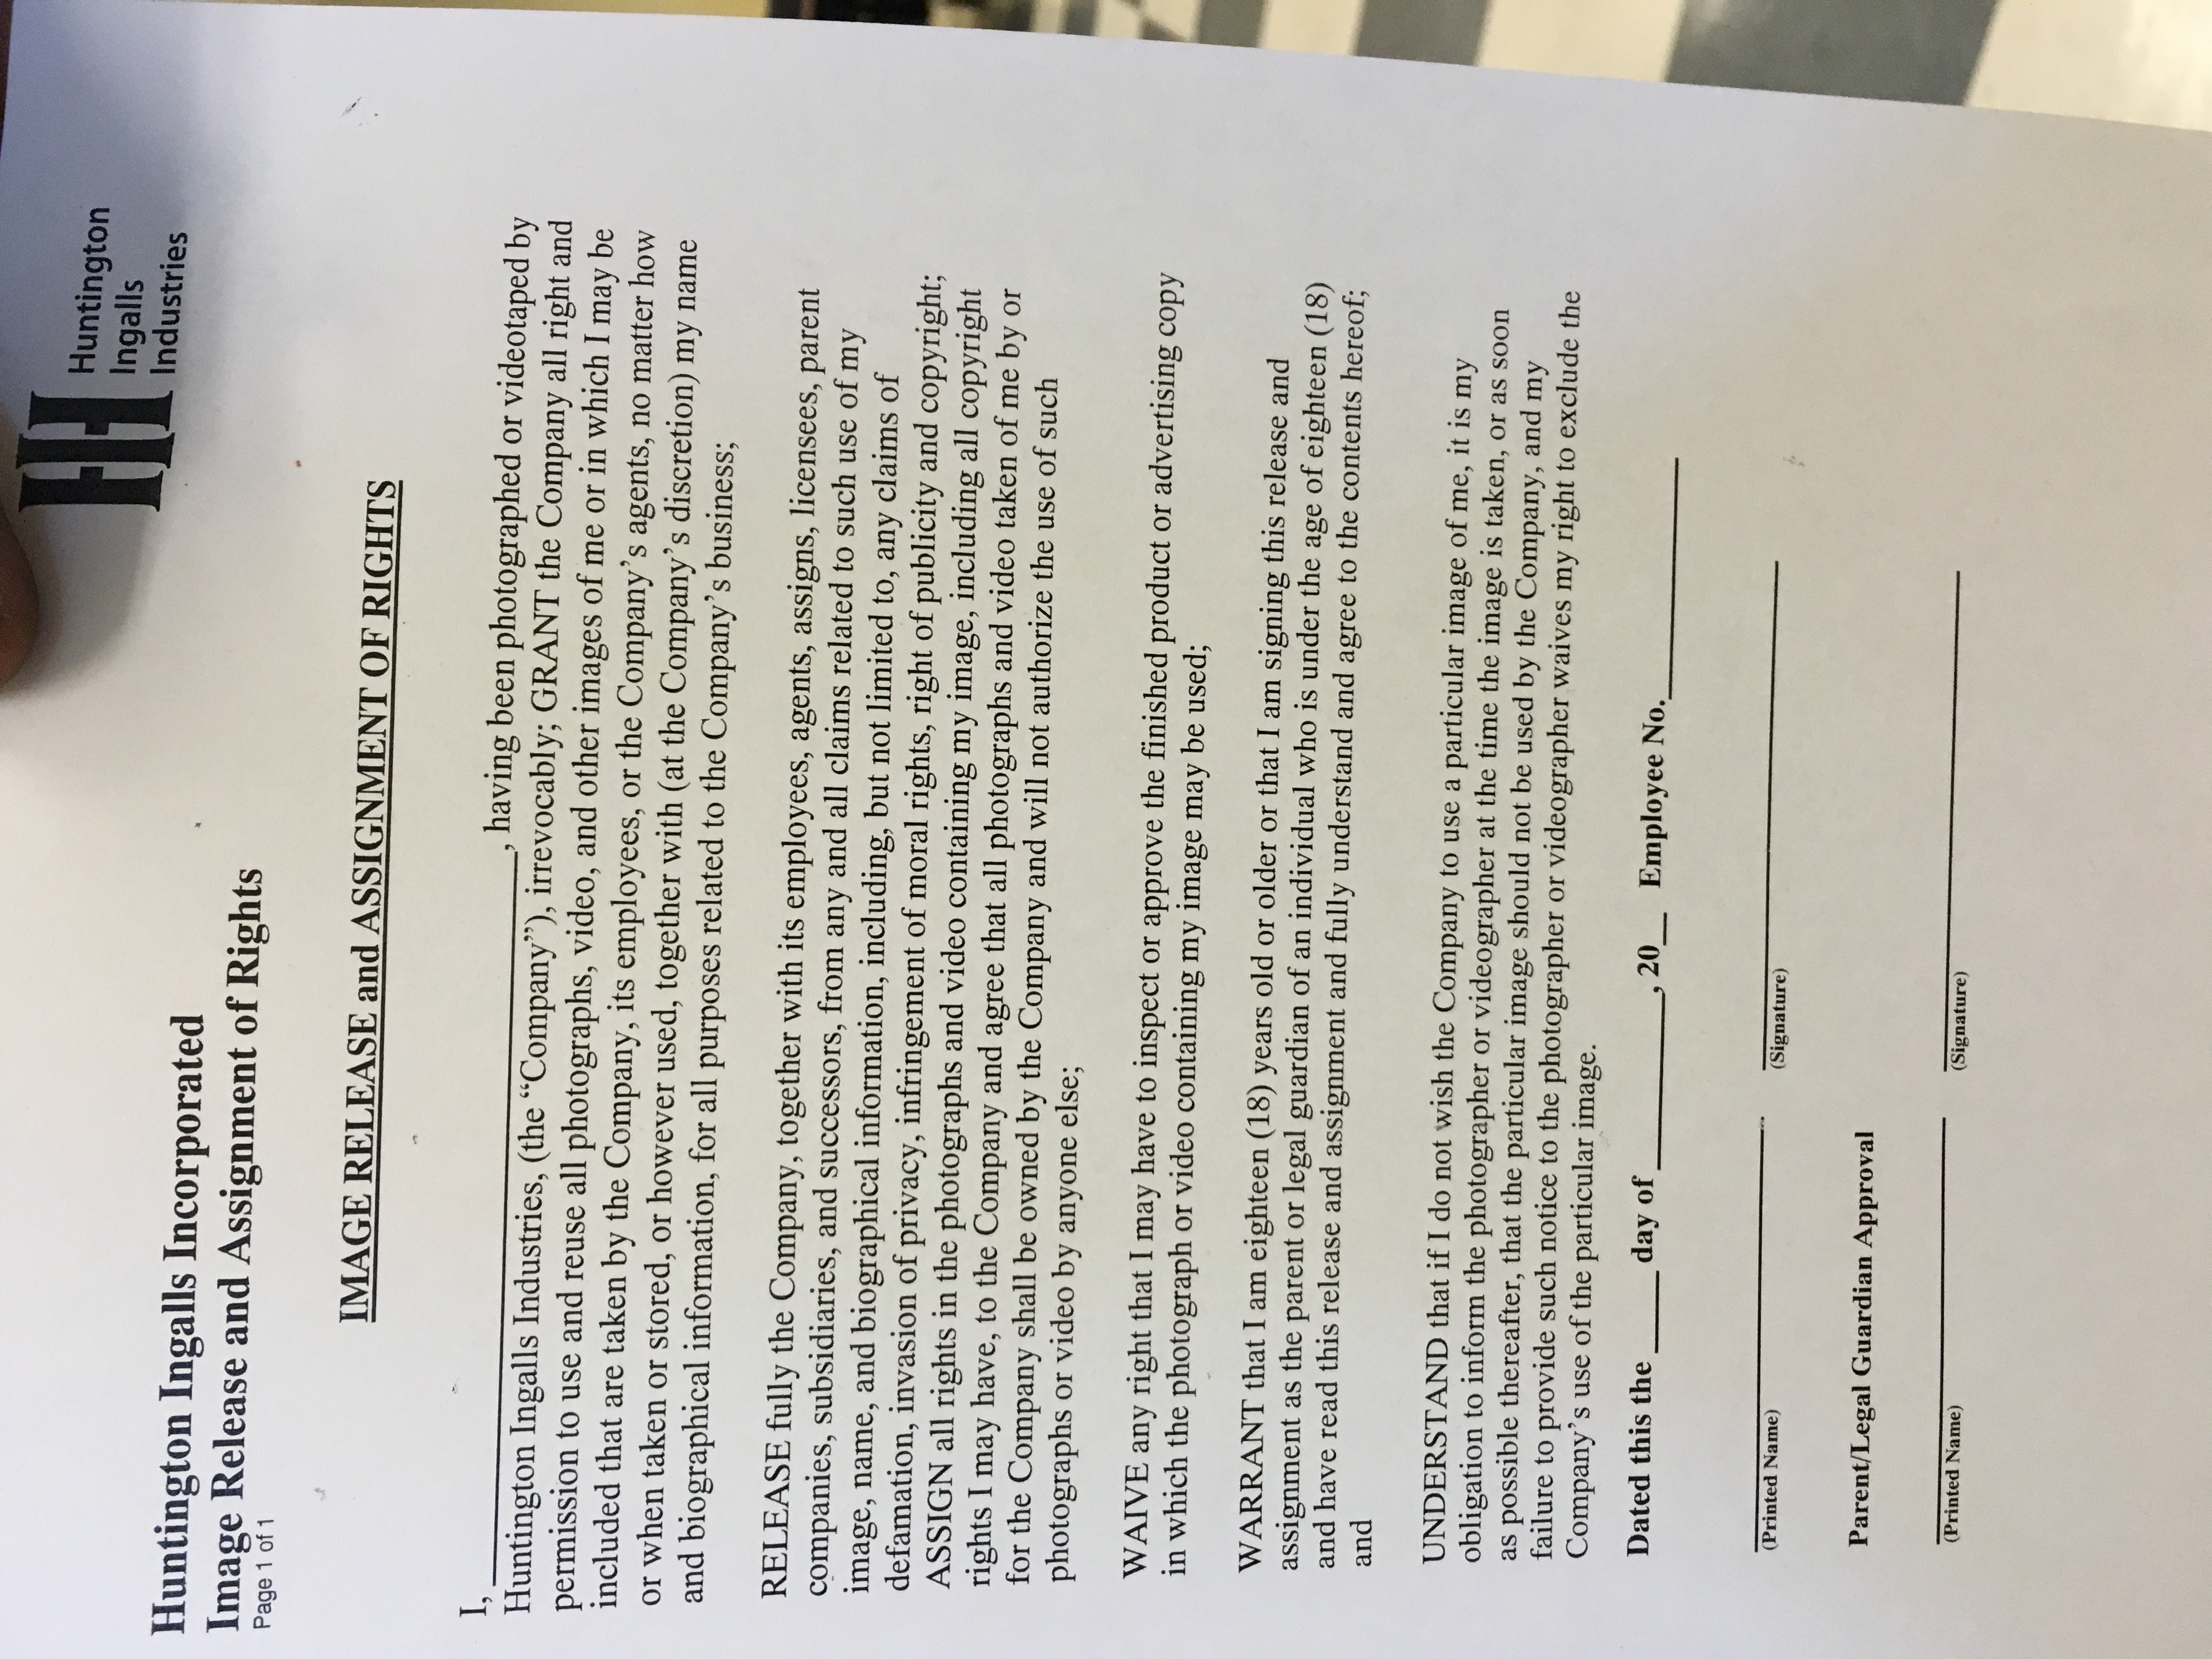 Huntington
Ingalls
Industries
Huntington Ingalls Incorporated
Image Release and Assignment of Rights
Page 1 of 1
IMAGE RELEASE and ASSIGNMENT OF RIGHTS
I, ______________________, having been photographed or videotaped by
Huntington Ingalls Industries, (the “Company”), irrevocably; GRANT the Company all right and
permission to use and reuse all photographs, video, and other images of me or in which I may be
included that are taken by the Company, its employees, or the Company’s agents, no matter how
or when taken or stored, or however used, together with (at the Company’s discretion) my name
and biographical information, for all purposes related to the Company’s business;
RELEASE fully the Company, together with its employees, agents, assigns, licensees, parent
companies, subsidiaries, and successors, from any and all claims related to such use of my
image, name, and biographical information, including, but not limited to, any claims of
defamation, invasion of privacy, infringement of moral rights, right of publicity and copyright;
ASSIGN all rights in the photographs and video containing my image, including all copyright
rights I may have, to the Company and agree that all photographs and video taken of me by or
for the Company shall be owned by the Company and will not authorize the use of such
photographs or video by anyone else;
WAIVE any right that I may have to inspect or approve the finished product or advertising copy
in which the photograph or video containing my image may be used;
WARRANT that I am eighteen (18) years old or older or that I am signing this release and
assignment as the parent or legal guardian of an individual who is under the age of eighteen (18)
and have read this release and assignment and fully understand and agree to the contents hereof;
and
UNDERSTAND that if I do not wish the Company to use a particular image of me, it is my
obligation to inform the photographer or videographer at the time the image is taken, or as soon
as possible thereafter, that the particular image should not be used by the Company, and my
failure to provide such notice to the photographer or videographer waives my right to exclude the
Company’s use of the particular image.
Dated this the _____ day of ___________, 20__ Employee No._______________
(Printed Name) (Signature)
Parent/Legal Guardian Approval
(Printed Name) (Signature)